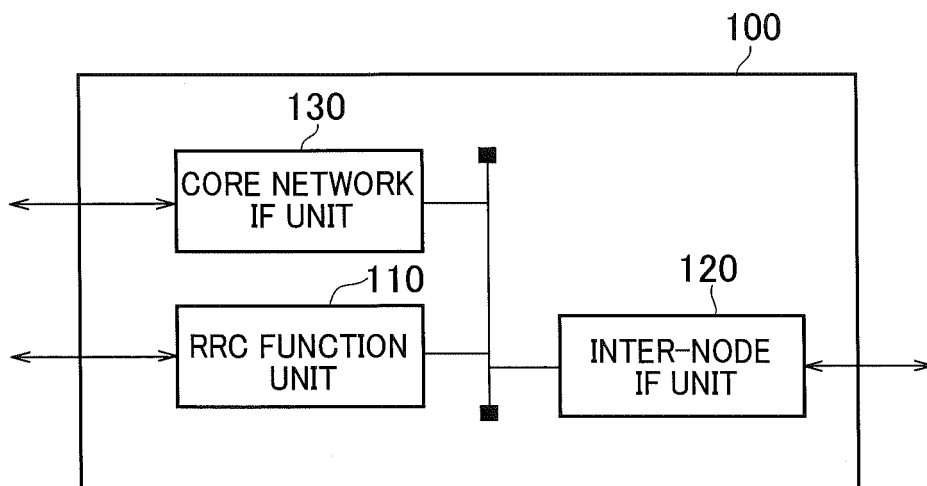 100
130
CORE NETWORK
IF UNIT
110
RRC FUNCTION
UNIT
120
INTER-NODE
IF UNIT